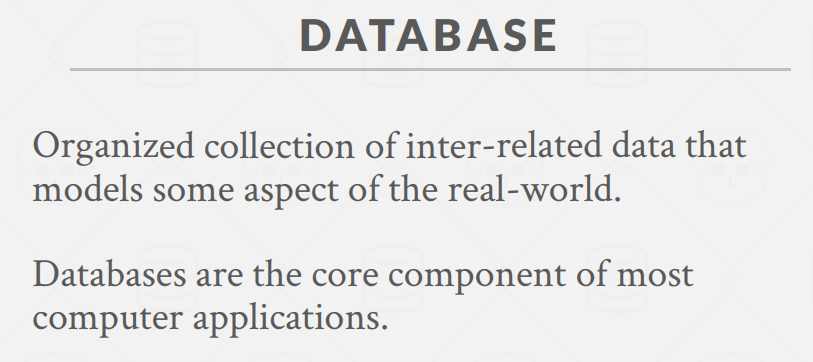 DATABASE
Organized collection of inter-related data that
models some aspect of the real-world.
Databases are the core component of most
computer applications.